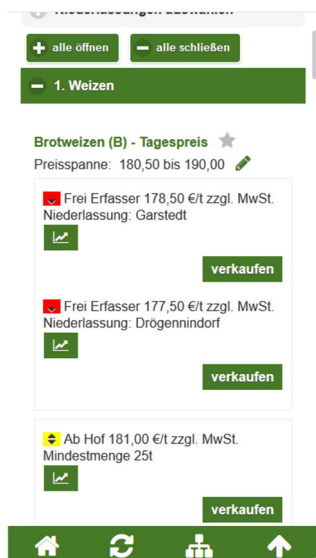 Niederlassungen auswählen
alle öffnen
alle schließen
1. Weizen
Brotweizen (B) - Tagespreis
Preisspanne: 180,50 bis 190,00
Frei Erfasser 178,50 €/t zzgl. MwSt.
Niederlassung: Garstedt
verkaufen
Frei Erfasser 177,50 €/t zzgl. MwSt.
Niederlassung: Drögennindorf
verkaufen
Ab Hof 181,00 €/t zzgl. MwSt.
Mindestmenge 25t
verkaufen